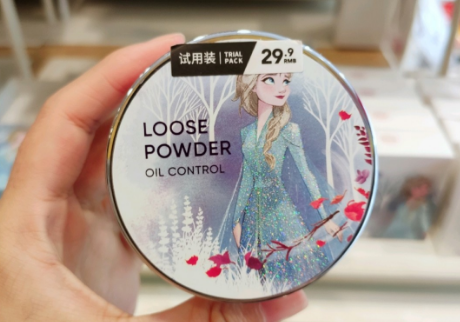 试用装 | TRIAL PACK 29.9 RMB
LOOSE
POWDER
OIL CONTROL